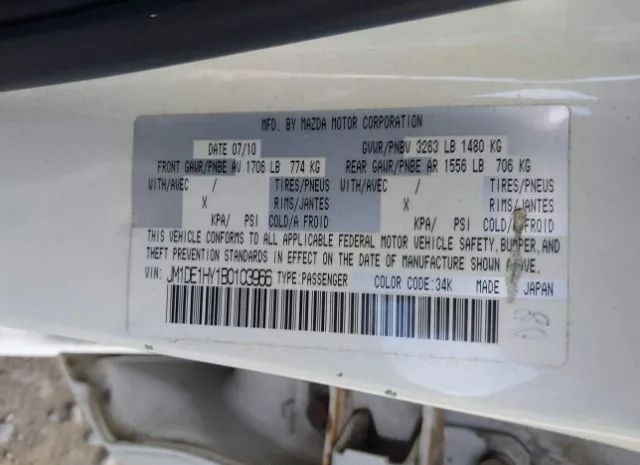 MFD. BY MAZDA MOTOR CORPORATION
DATE 07/10 GVWR/PNBV 3263 LB 1480 KG
FRONT GAWR/PNBE AV 1706 LB 774 KG REAR GAWR/PNBE AR 1556 LB 706 KG
WITH/AVEC / TIRES/PNEUS WITH/AVEC / TIRES/PNEUS
X RIMS/JANTES X RIMS/JANTES
KPA/ PSI COLD/A FROID KPA/ PSI COLD/A FROID
THIS VEHICLE CONFORMS TO ALL APPLICABLE FEDERAL MOTOR VEHICLE SAFETY, BUMPER, AND
THEFT PREVENTION STANDARDS IN EFFECT ON THE DATE OF MANUFACTURE SHOWN ABOVE.
VIN: JM1DE1HY1B0103966 TYPE:PASSENGER COLOR CODE:34K MADE JAPAN